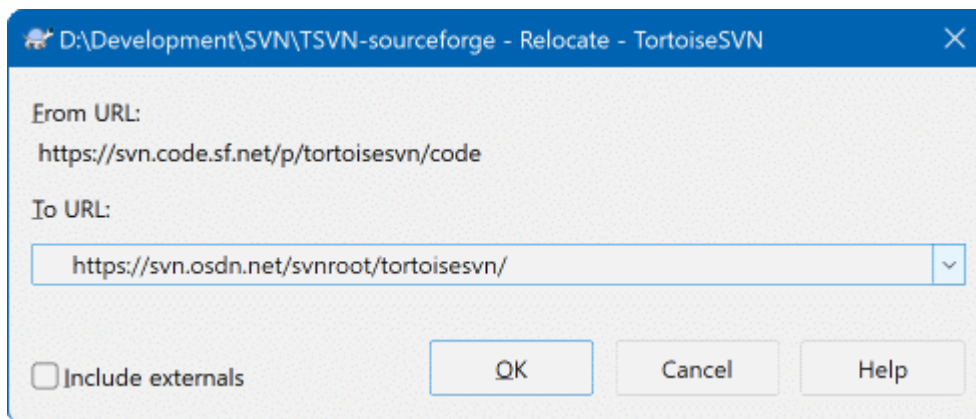 D:\Development\SVN\TSVN-sourceforge - Relocate - TortoiseSVN
From URL:
https://svn.code.sf.net/p/tortoisesvn/code
To URL:
https://svn.osdn.net/svnroot/tortoisesvn/
Include externals OK Cancel Help